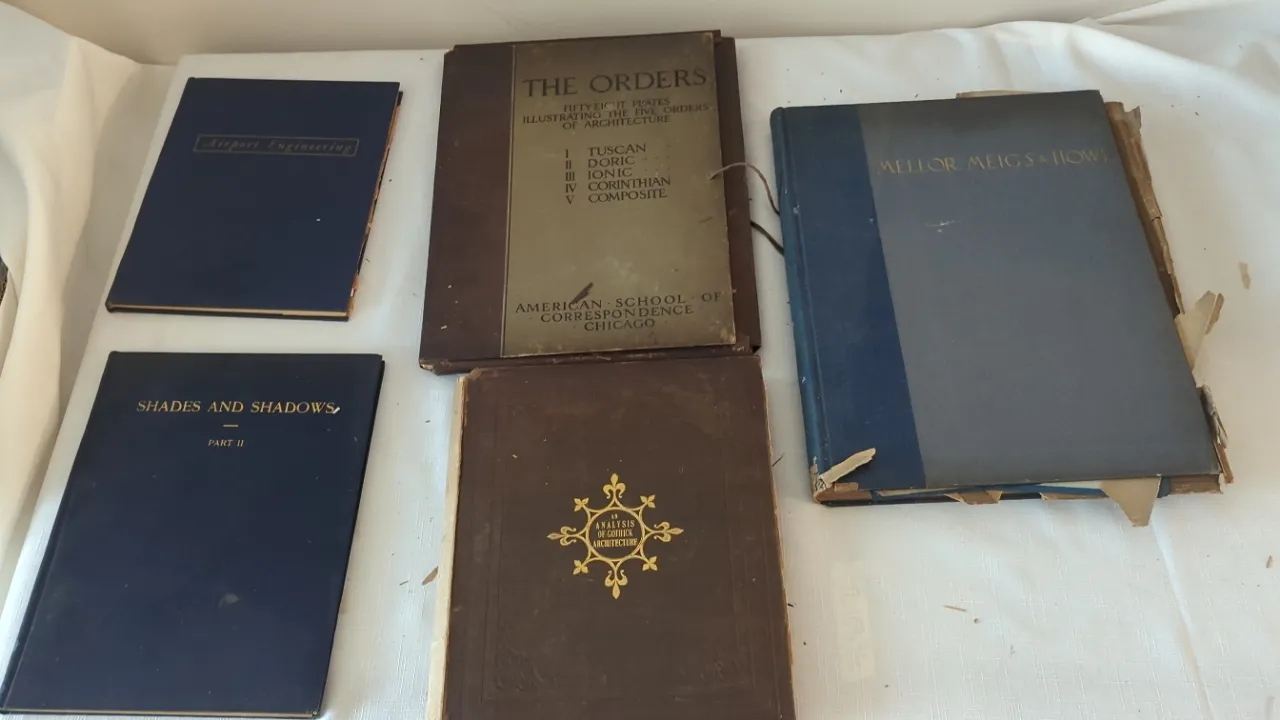 Airport Engineering
THE ORDERS
FIFTY-EIGHT PLATES
ILLUSTRATING THE FIVE ORDERS
OF ARCHITECTURE
I TUSCAN
II DORIC
III IONIC
IV CORINTHIAN
V COMPOSITE
AMERICAN · SCHOOL · OF
· CORRESPONDENCE ·
· CHICAGO ·
MELLOR MEIGS & HOWE
SHADES AND SHADOWS
PART II
AN
ANALYSIS
OF GOTHICK
ARCHITECTURE